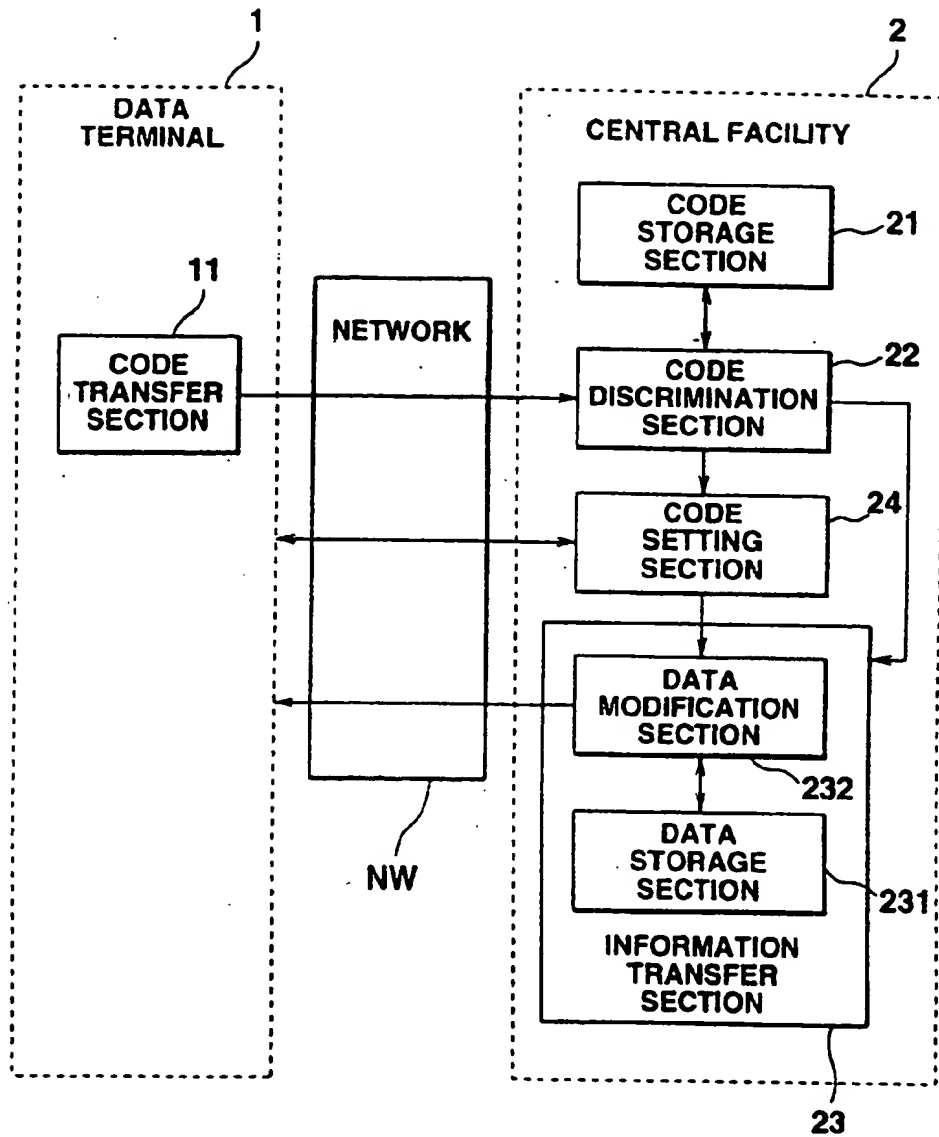 1
DATA
TERMINAL
11
CODE
TRANSFER
SECTION
NETWORK
NW
2
CENTRAL FACILITY
CODE
STORAGE
SECTION
21
CODE
DISCRIMINATION
SECTION
22
CODE
SETTING
SECTION
24
DATA
MODIFICATION
SECTION
232
DATA
STORAGE
SECTION
231
INFORMATION
TRANSFER
SECTION
23